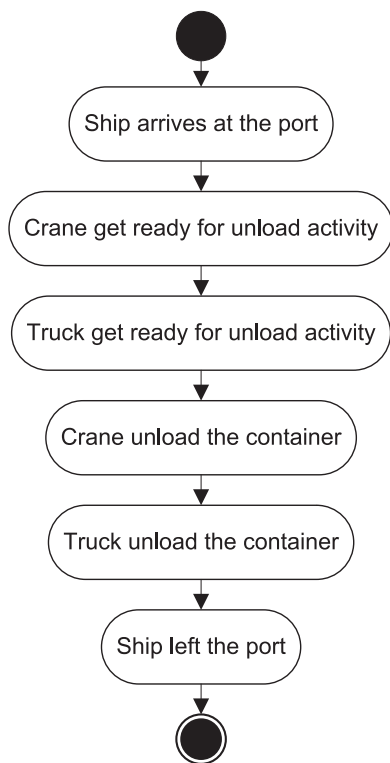 Ship arrives at the port
Crane get ready for unload activity
Truck get ready for unload activity
Crane unload the container
Truck unload the container
Ship left the port